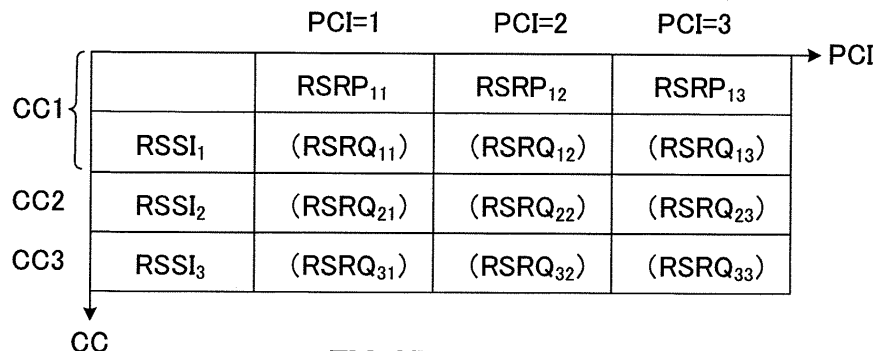 PCI=1 PCI=2 PCI=3
PCI
CC1
RSRP₁₁ RSRP₁₂ RSRP₁₃
RSSI₁ (RSRQ₁₁) (RSRQ₁₂) (RSRQ₁₃)
CC2 RSSI₂ (RSRQ₂₁) (RSRQ₂₂) (RSRQ₂₃)
CC3 RSSI₃ (RSRQ₃₁) (RSRQ₃₂) (RSRQ₃₃)
CC